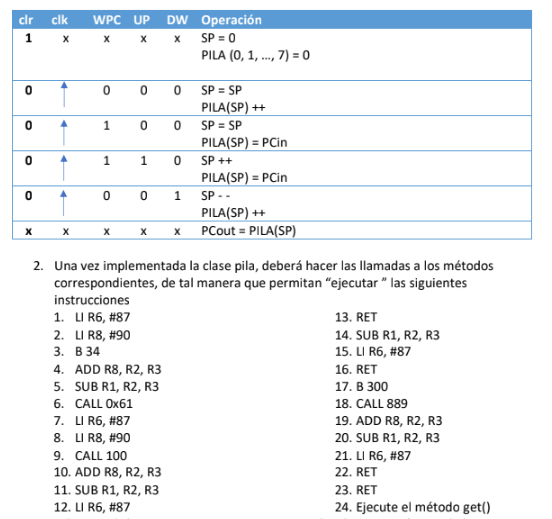 clr clk WPC UP DW Operación
1 x x x x SP = 0
PILA (0, 1, ..., 7) = 0
0 0 0 0 SP = SP
PILA(SP) ++
0 1 0 0 SP = SP
PILA(SP) = PCin
0 1 1 0 SP ++
PILA(SP) = PCin
0 0 0 1 SP - -
PILA(SP) ++
x x x x x PCout = PILA(SP)
2. Una vez implementada la clase pila, deberá hacer las llamadas a los métodos
correspondientes, de tal manera que permitan “ejecutar ” las siguientes
instrucciones
1. LI R6, #87
2. LI R8, #90
3. B 34
4. ADD R8, R2, R3
5. SUB R1, R2, R3
6. CALL 0x61
7. LI R6, #87
8. LI R8, #90
9. CALL 100
10. ADD R8, R2, R3
11. SUB R1, R2, R3
12. LI R6, #87
13. RET
14. SUB R1, R2, R3
15. LI R6, #87
16. RET
17. B 300
18. CALL 889
19. ADD R8, R2, R3
20. SUB R1, R2, R3
21. LI R6, #87
22. RET
23. RET
24. Ejecute el método get()